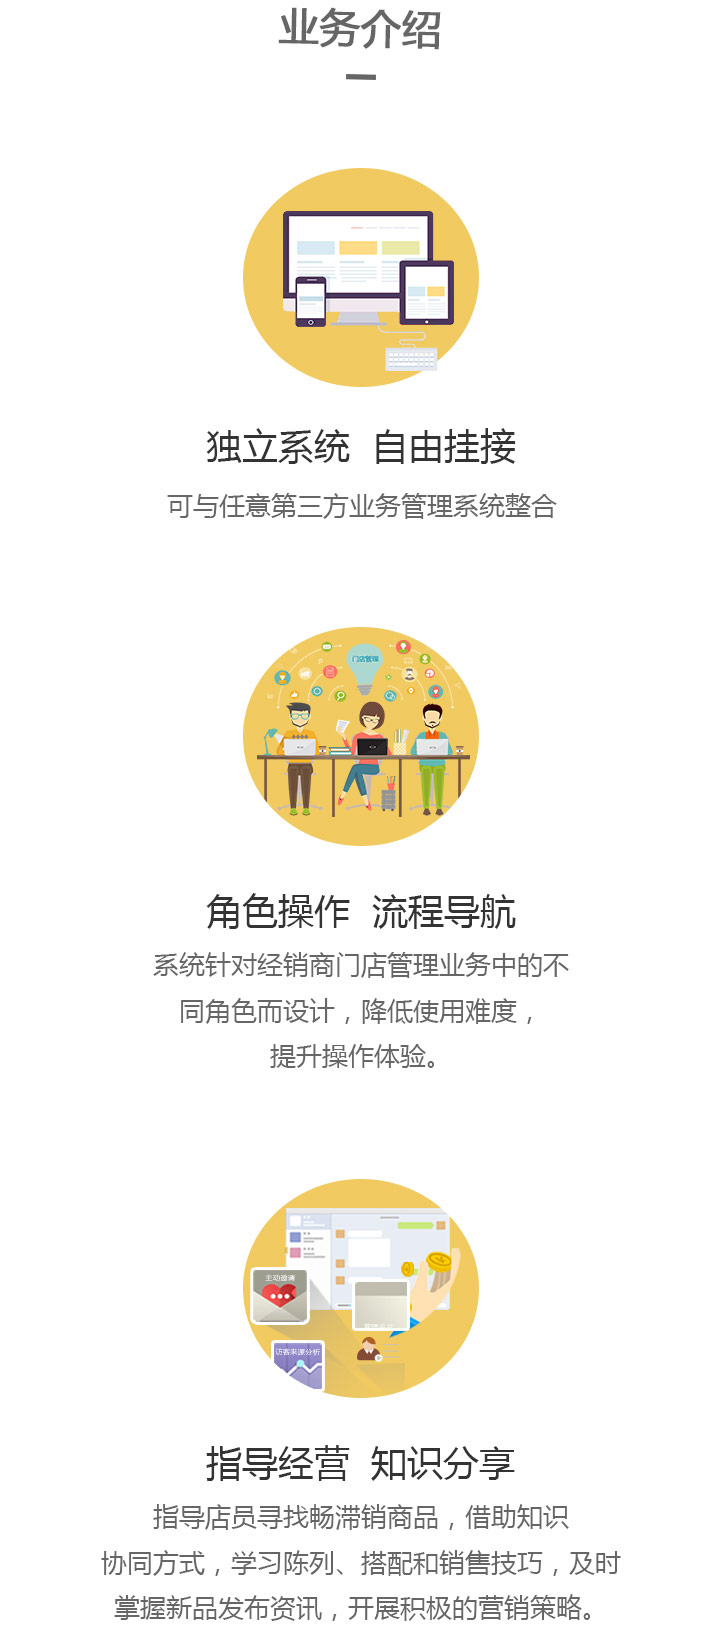 业务介绍
独立系统 自由挂接
可与任意第三方业务管理系统整合
门店管理
角色操作 流程导航
系统针对经销商门店管理业务中的不
同角色而设计，降低使用难度，
提升操作体验。
主动邀请
访客来源分析
指导经营 知识分享
指导店员寻找畅滞销商品，借助知识
协同方式，学习陈列、搭配和销售技巧，及时
掌握新品发布资讯，开展积极的营销策略。